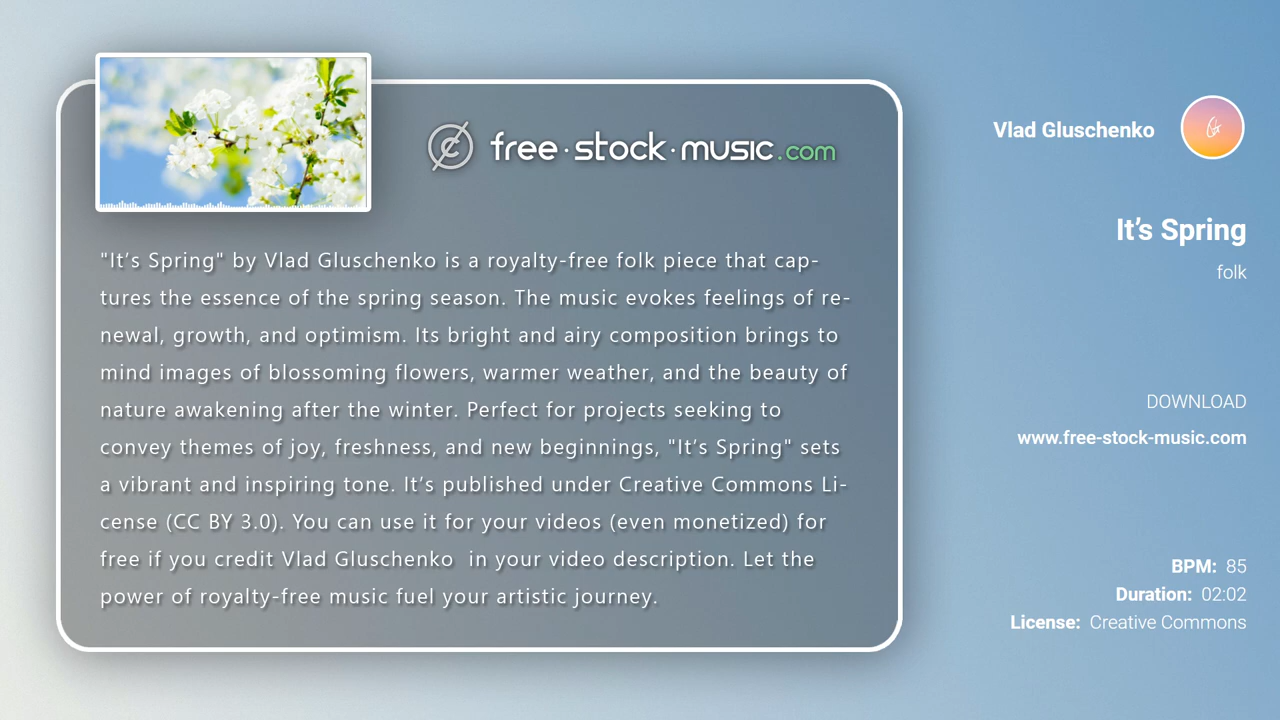 free·stock·music.com
"It’s Spring" by Vlad Gluschenko is a royalty-free folk piece that cap-
tures the essence of the spring season. The music evokes feelings of re-
newal, growth, and optimism. Its bright and airy composition brings to
mind images of blossoming flowers, warmer weather, and the beauty of
nature awakening after the winter. Perfect for projects seeking to
convey themes of joy, freshness, and new beginnings, "It’s Spring" sets
a vibrant and inspiring tone. It’s published under Creative Commons Li-
cense (CC BY 3.0). You can use it for your videos (even monetized) for
free if you credit Vlad Gluschenko  in your video description. Let the
power of royalty-free music fuel your artistic journey.
Vlad Gluschenko
It’s Spring
folk
DOWNLOAD
www.free-stock-music.com
BPM: 85
Duration: 02:02
License: Creative Commons